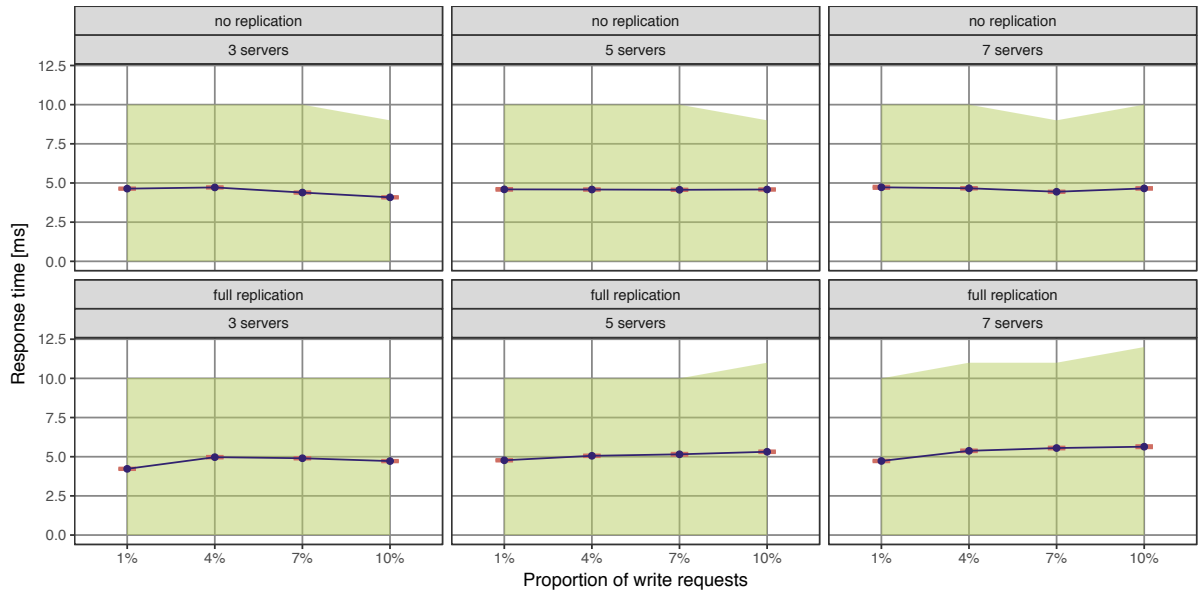 no replication
no replication
no replication
3 servers
5 servers
7 servers
12.5
10.0
7.5
5.0
2.5
0.0
full replication
full replication
full replication
3 servers
5 servers
7 servers
12.5
10.0
7.5
5.0
2.5
0.0
Response time [ms]
1% 4% 7% 10%
1% 4% 7% 10%
1% 4% 7% 10%
Proportion of write requests